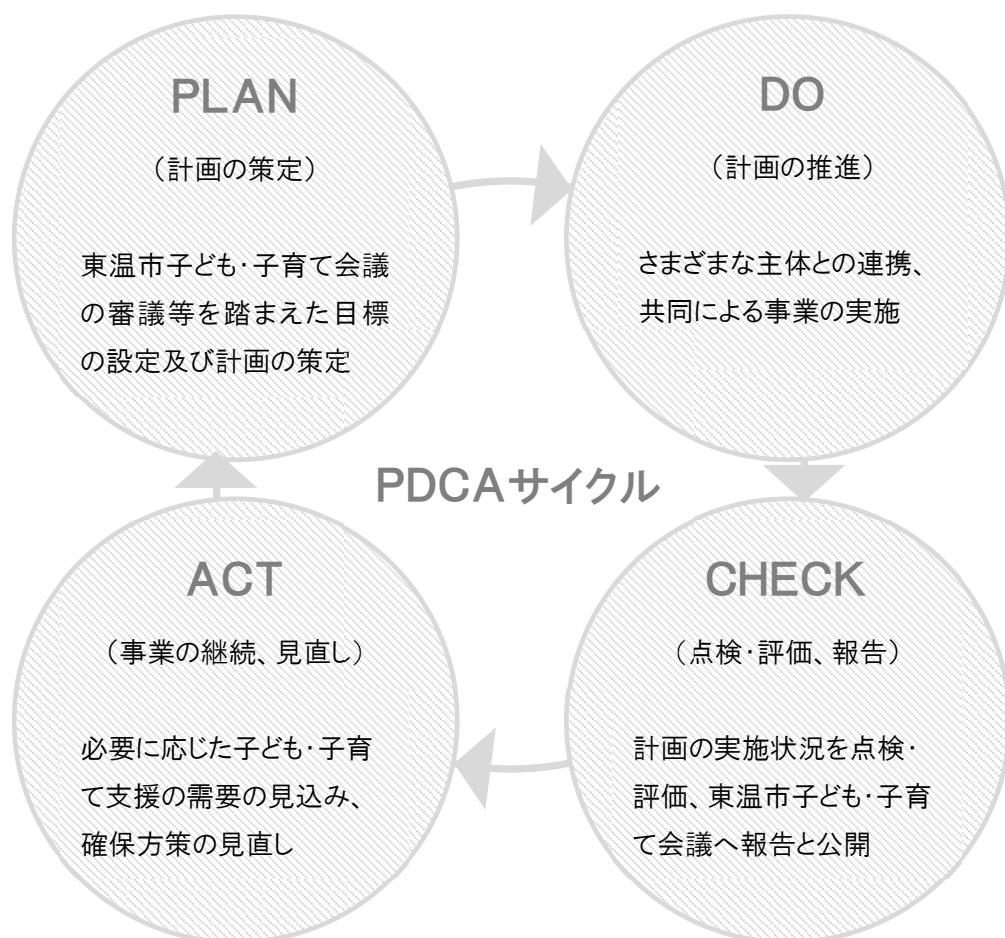 PLAN
（計画の策定）
東温市子ども・子育て会議
の審議等を踏まえた目標
の設定及び計画の策定
DO
（計画の推進）
さまざまな主体との連携、
共同による事業の実施
PDCAサイクル
ACT
（事業の継続、見直し）
必要に応じた子ども・子育
て支援の需要の見込み、
確保方策の見直し
CHECK
（点検・評価、報告）
計画の実施状況を点検・
評価、東温市子ども・子育
て会議へ報告と公開